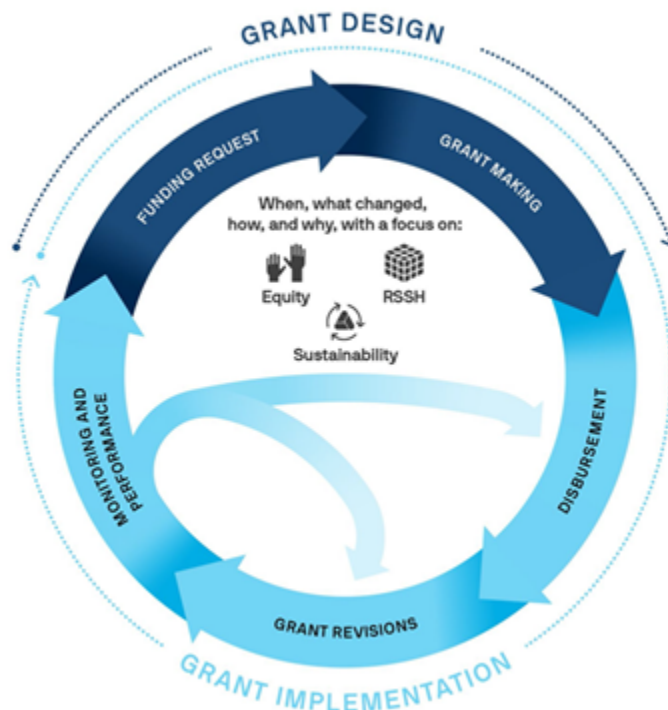 GRANT DESIGN
FUNDING REQUEST
GRANT MAKING
When, what changed,
how, and why, with a focus on:
Equity
RSSH
Sustainability
MONITORING AND
PERFORMANCE
DISBURSEMENT
GRANT REVISIONS
GRANT IMPLEMENTATION